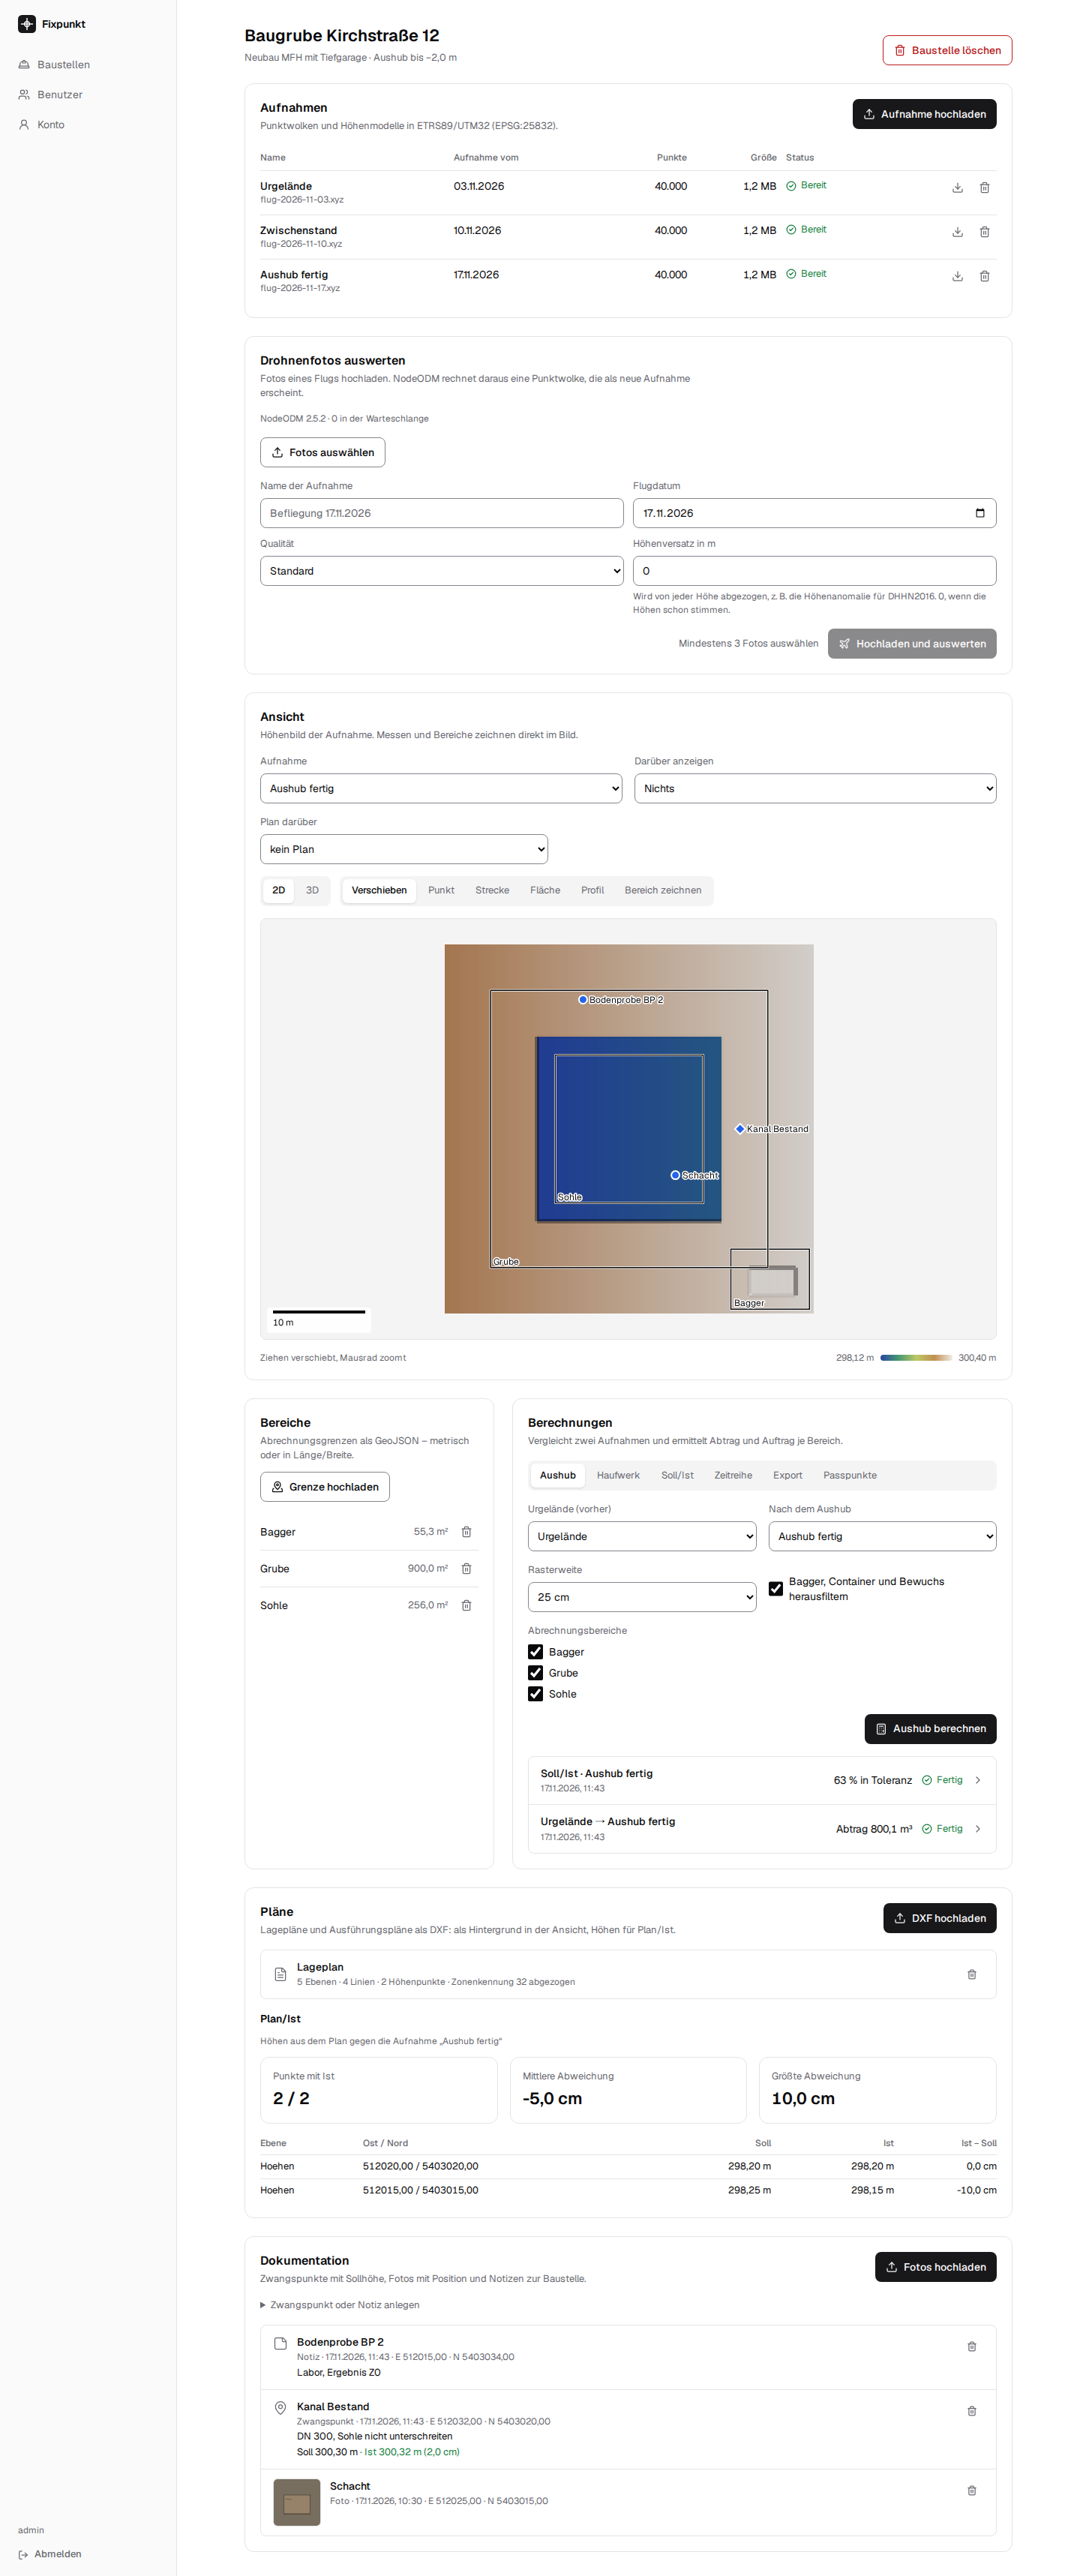 Fixpunkt
Baustellen
Benutzer
Konto
Baugrube Kirchstraße 12
Neubau MFH mit Tiefgarage · Aushub bis −2,0 m
Baustelle löschen
Aufnahmen
Punktwolken und Höhenmodelle in ETRS89/UTM32 (EPSG:25832).
Aufnahme hochladen
Name Aufnahme vom Punkte Größe Status
Urgelände 03.11.2026 40.000 1,2 MB Bereit
flug-2026-11-03.xyz
Zwischenstand 10.11.2026 40.000 1,2 MB Bereit
flug-2026-11-10.xyz
Aushub fertig 17.11.2026 40.000 1,2 MB Bereit
flug-2026-11-17.xyz
Drohnenfotos auswerten
Fotos eines Flugs hochladen. NodeODM rechnet daraus eine Punktwolke, die als neue Aufnahme
erscheint.
NodeODM 2.5.2 · 0 in der Warteschlange
Fotos auswählen
Name der Aufnahme Flugdatum
Befliegung 17.11.2026 17.11.2026
Qualität Höhenversatz in m
Standard 0
Wird von jeder Höhe abgezogen, z. B. die Höhenanomalie für DHHN2016. 0, wenn die
Höhen schon stimmen.
Mindestens 3 Fotos auswählen Hochladen und auswerten
Ansicht
Höhenbild der Aufnahme. Messen und Bereiche zeichnen direkt im Bild.
Aufnahme Darüber anzeigen
Aushub fertig Nichts
Plan darüber
kein Plan
2D 3D Verschieben Punkt Strecke Fläche Profil Bereich zeichnen
Bodenprobe BP 2
Kanal Bestand
Schacht
Sohle
Grube
Bagger
10 m
Ziehen verschiebt, Mausrad zoomt 298,12 m 300,40 m
Bereiche
Abrechnungsgrenzen als GeoJSON – metrisch
oder in Länge/Breite.
Grenze hochladen
Bagger 55,3 m²
Grube 900,0 m²
Sohle 256,0 m²
Berechnungen
Vergleicht zwei Aufnahmen und ermittelt Abtrag und Auftrag je Bereich.
Aushub Haufwerk Soll/Ist Zeitreihe Export Passpunkte
Urgelände (vorher) Nach dem Aushub
Urgelände Aushub fertig
Rasterweite
25 cm
Bagger, Container und Bewuchs
herausfiltern
Abrechnungsbereiche
Bagger
Grube
Sohle
Aushub berechnen
Soll/Ist · Aushub fertig 63 % in Toleranz Fertig
17.11.2026, 11:43
Urgelände → Aushub fertig Abtrag 800,1 m³ Fertig
17.11.2026, 11:43
Pläne
Lagepläne und Ausführungspläne als DXF: als Hintergrund in der Ansicht, Höhen für Plan/Ist.
DXF hochladen
Lageplan
5 Ebenen · 4 Linien · 2 Höhenpunkte · Zonenkennung 32 abgezogen
Plan/Ist
Höhen aus dem Plan gegen die Aufnahme „Aushub fertig“
Punkte mit Ist Mittlere Abweichung Größte Abweichung
2 / 2 -5,0 cm 10,0 cm
Ebene Ost / Nord Soll Ist Ist − Soll
Hoehen 512020,00 / 5403020,00 298,20 m 298,20 m 0,0 cm
Hoehen 512015,00 / 5403015,00 298,25 m 298,15 m -10,0 cm
Dokumentation
Zwangspunkte mit Sollhöhe, Fotos mit Position und Notizen zur Baustelle.
Fotos hochladen
Zwangspunkt oder Notiz anlegen
Bodenprobe BP 2
Notiz · 17.11.2026, 11:43 · E 512015,00 · N 5403034,00
Labor, Ergebnis Z0
Kanal Bestand
Zwangspunkt · 17.11.2026, 11:43 · E 512032,00 · N 5403020,00
DN 300, Sohle nicht unterschreiten
Soll 300,30 m · Ist 300,32 m (2,0 cm)
Schacht
Foto · 17.11.2026, 10:30 · E 512025,00 · N 5403015,00
admin
Abmelden